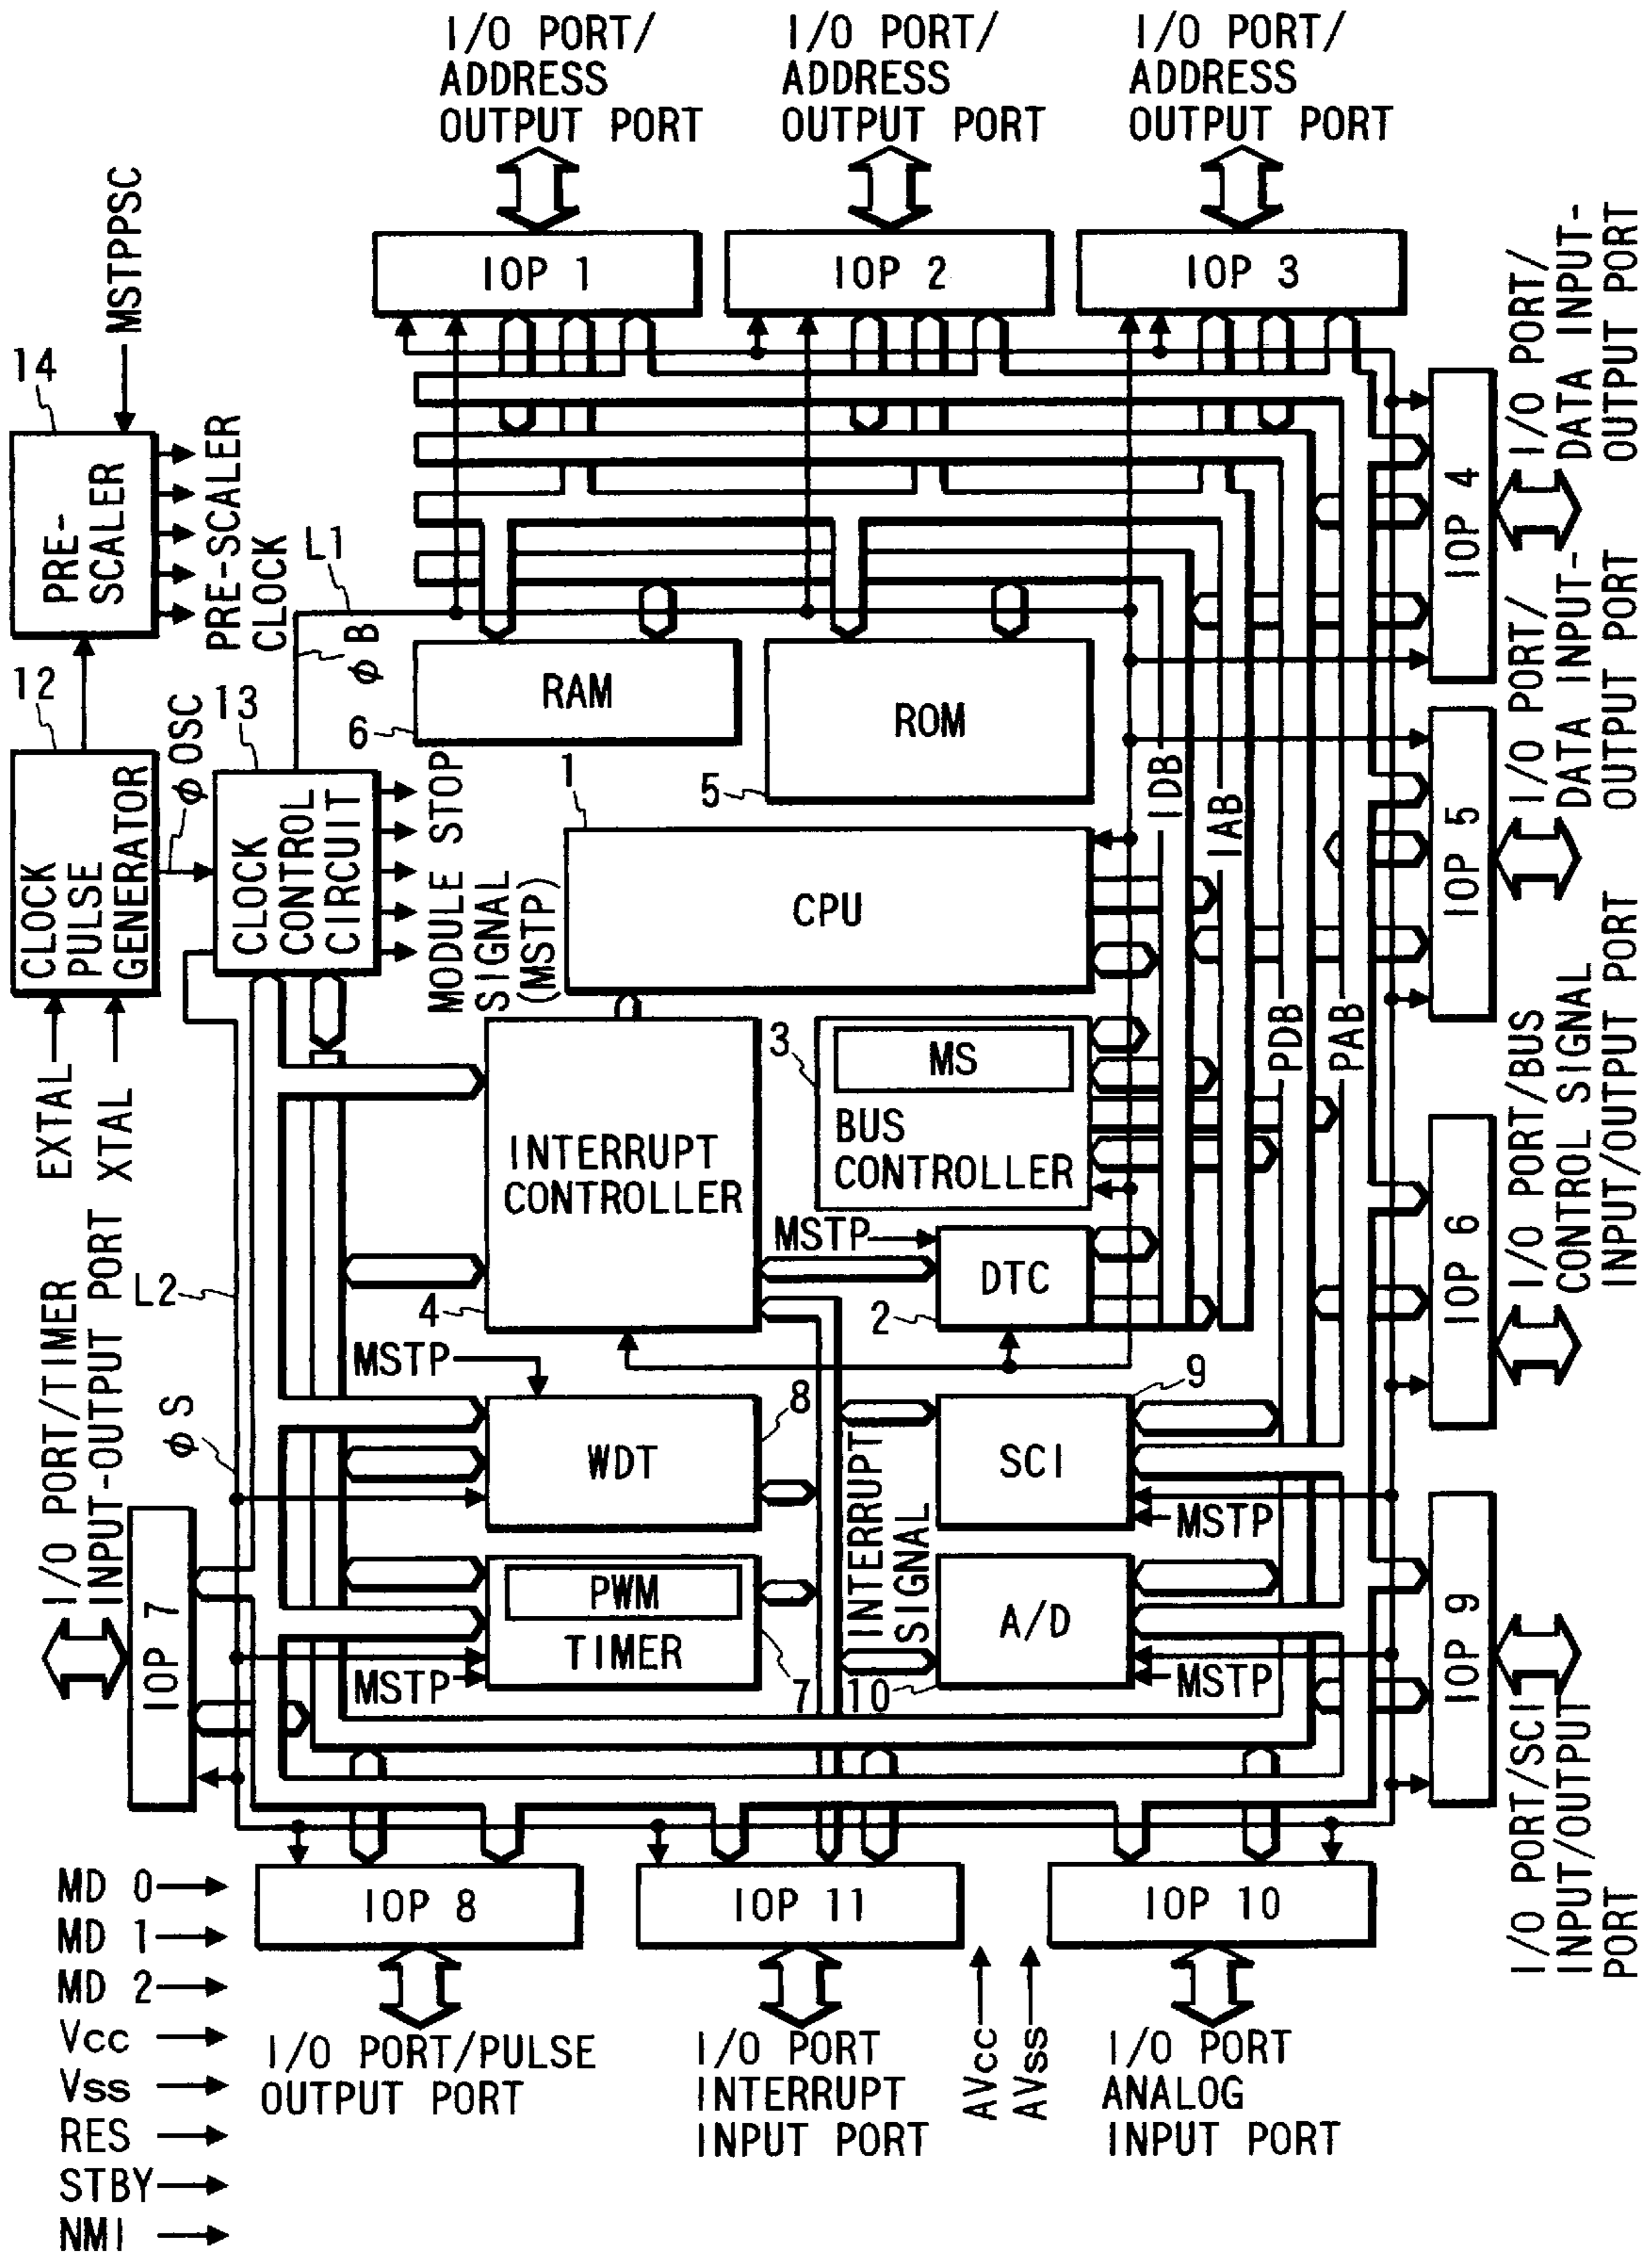 I/O PORT/
ADDRESS
OUTPUT PORT
I/O PORT/
ADDRESS
OUTPUT PORT
I/O PORT/
ADDRESS
OUTPUT PORT
IOP 1
IOP 2
IOP 3
MSTPPSC
14
PRE-
SCALER
PRE-SCALER
CLOCK
L1
φ B
12
CLOCK
PULSE
GENERATOR
φ OSC
13
CLOCK
CONTROL
CIRCUIT
MODULE STOP
SIGNAL
(MSTP)
EXTAL
XTAL
RAM
6
ROM
5
1
CPU
IDB
IAB
PDB
PAB
IOP 4
I/O PORT/
DATA INPUT-
OUTPUT PORT
IOP 5
I/O PORT/
DATA INPUT-
OUTPUT PORT
3
MS
BUS
CONTROLLER
INTERRUPT
CONTROLLER
4
MSTP
DTC
2
IOP 6
I/O PORT/BUS
CONTROL SIGNAL
INPUT/OUTPUT PORT
L2
φ S
I/O PORT/TIMER
INPUT-OUTPUT PORT
IOP 7
MSTP
WDT
8
9
SCI
MSTP
INTERRUPT
SIGNAL
PWM
TIMER
MSTP
7
A/D
10
MSTP
IOP 9
I/O PORT/SCI
INPUT/OUTPUT
PORT
IOP 8
IOP 11
IOP 10
MD 0
MD 1
MD 2
Vcc
Vss
RES
STBY
NMI
I/O PORT/PULSE
OUTPUT PORT
I/O PORT
INTERRUPT
INPUT PORT
AVcc
AVss
I/O PORT
ANALOG
INPUT PORT